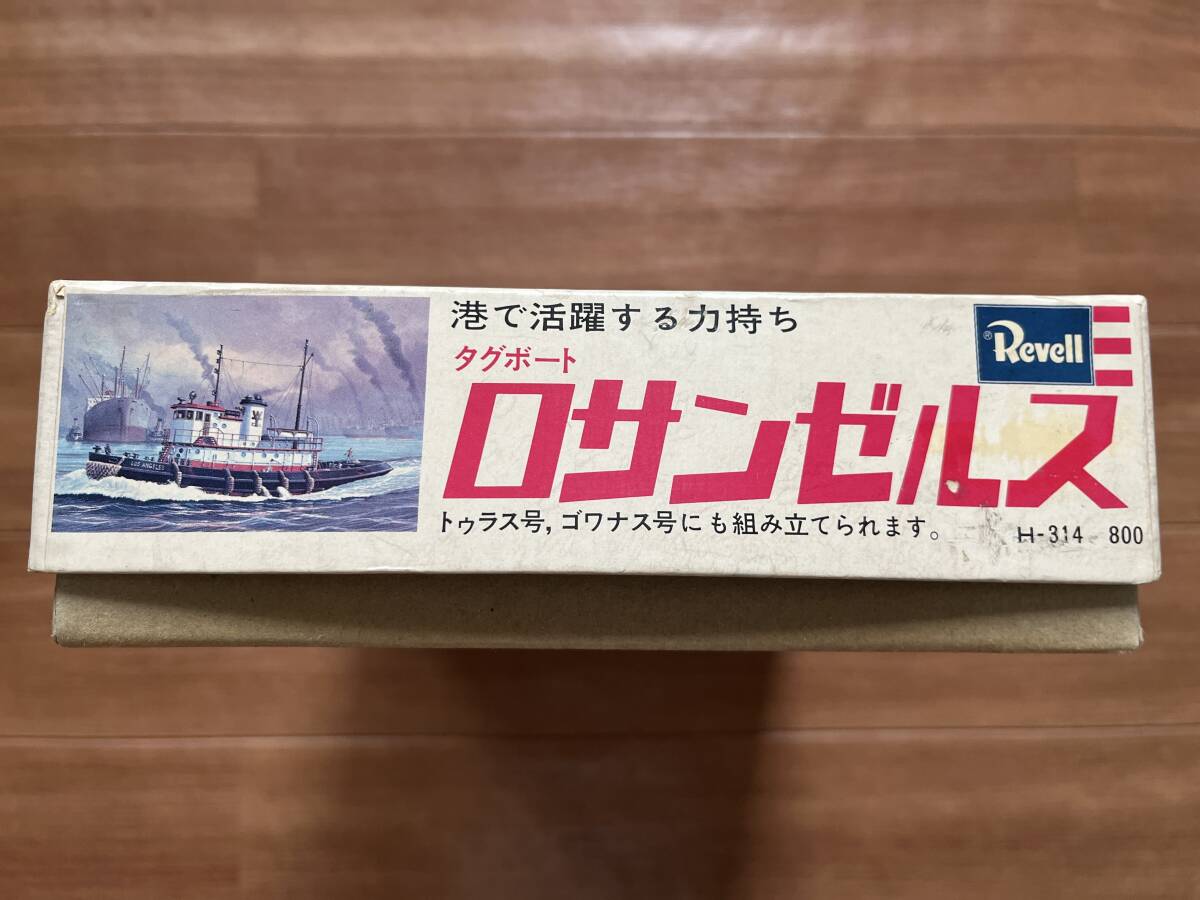 港で活躍する力持ち
タグボート
ロサンゼルス
トゥラス号,ゴワナス号にも組み立てられます。
H-314 800
® Revell
LOS ANGELES